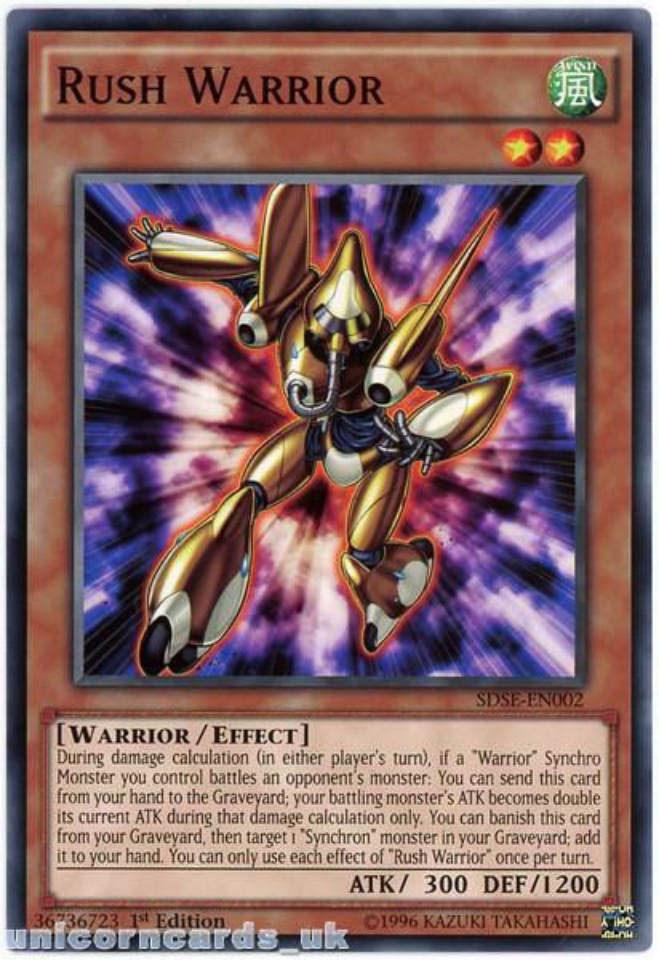 RUSH WARRIOR
WIND
風
SDSE-EN002
[WARRIOR / EFFECT]
During damage calculation (in either player's turn), if a "Warrior" Synchro
Monster you control battles an opponent's monster: You can send this card
from your hand to the Graveyard; your battling monster's ATK becomes double
its current ATK during that damage calculation only. You can banish this card
from your Graveyard, then target 1 "Synchron" monster in your Graveyard; add
it to your hand. You can only use each effect of "Rush Warrior" once per turn.
ATK/ 300 DEF/1200
36736723 1st Edition ©1996 KAZUKI TAKAHASHI
unicorncards_uk